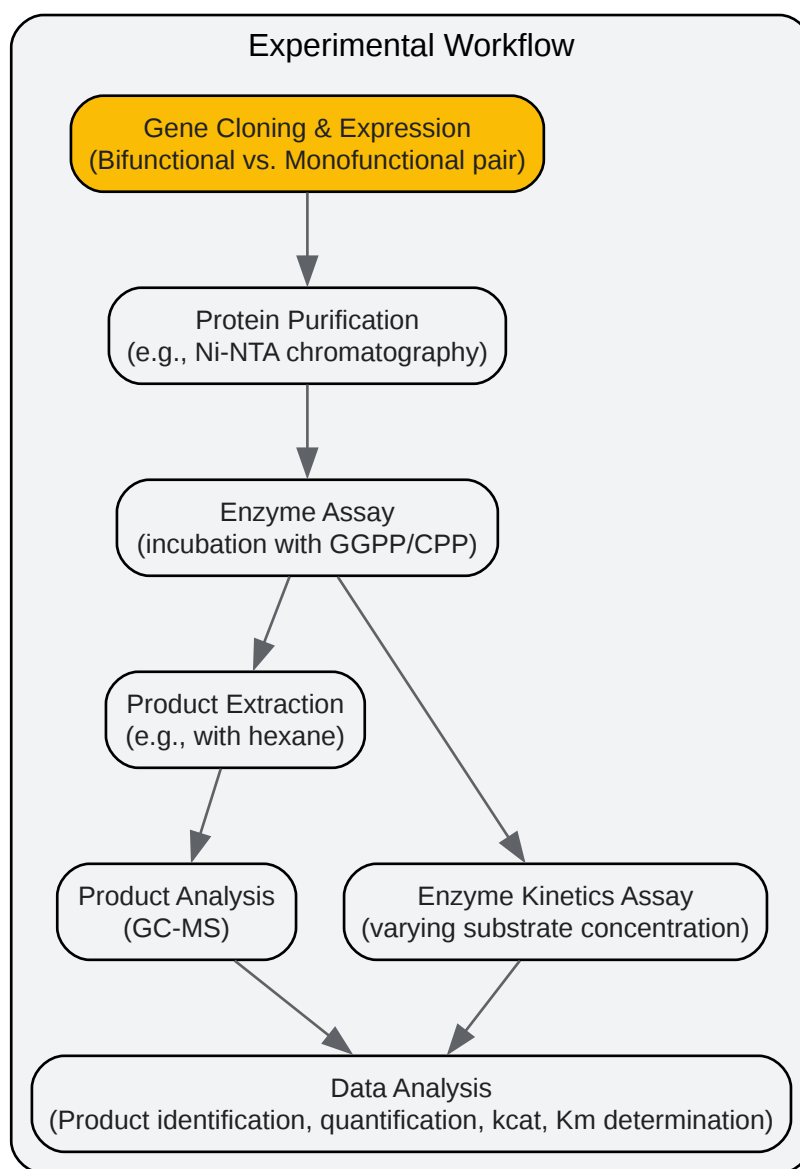 Experimental Workflow
Gene Cloning & Expression
(Bifunctional vs. Monofunctional pair)
Protein Purification
(e.g., Ni-NTA chromatography)
Enzyme Assay
(incubation with GGPP/CPP)
Product Extraction
(e.g., with hexane)
Product Analysis
(GC-MS)
Enzyme Kinetics Assay
(varying substrate concentration)
Data Analysis
(Product identification, quantification, kcat, Km determination)